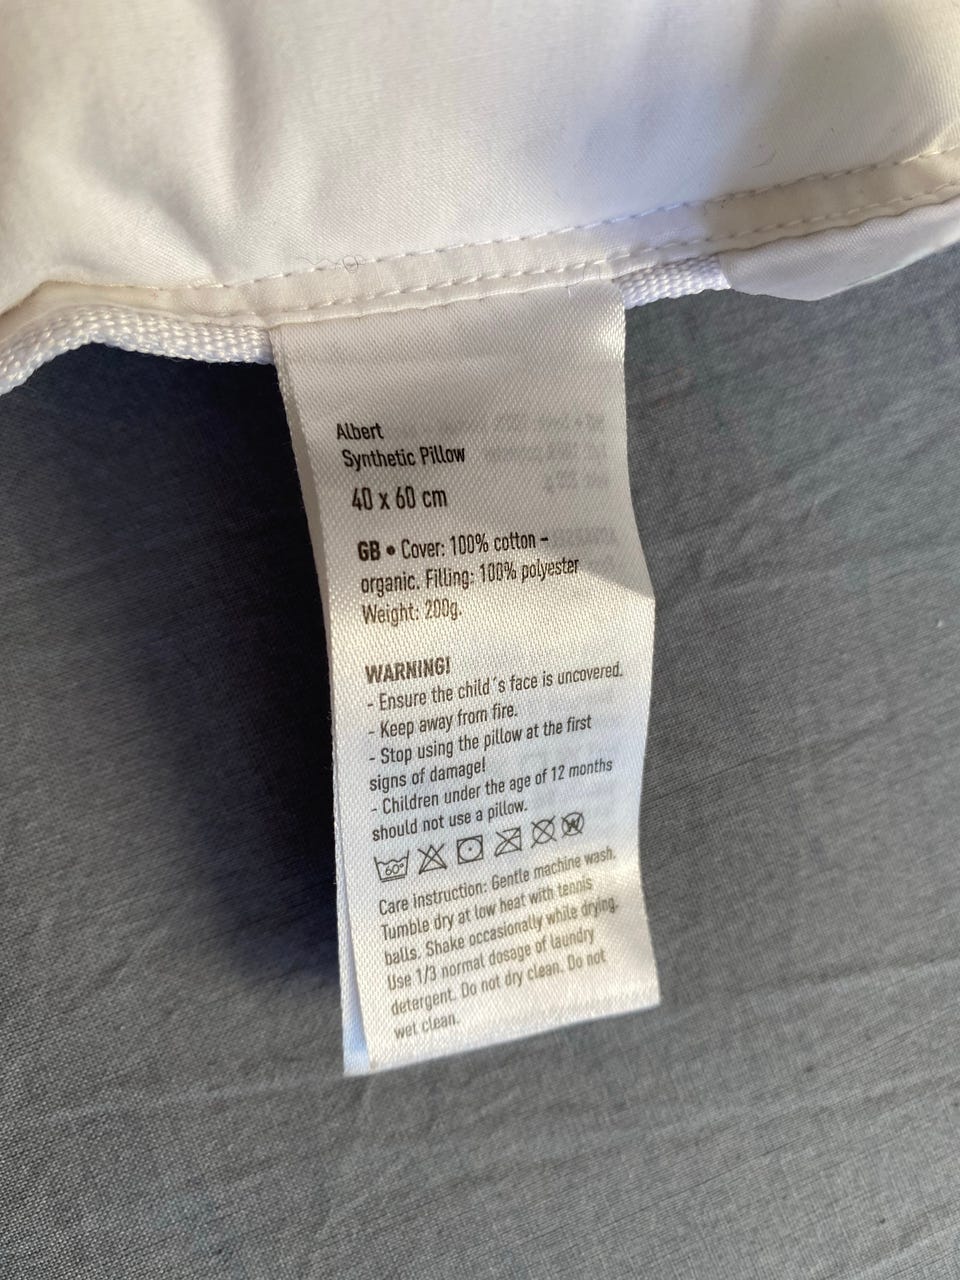 Albert
Synthetic Pillow
40 x 60 cm
GB • Cover: 100% cotton -
organic. Filling: 100% polyester
Weight: 200g.
WARNING!
- Ensure the child´s face is uncovered.
- Keep away from fire.
- Stop using the pillow at the first
signs of damage!
- Children under the age of 12 months
should not use a pillow.
60° W
Care instruction: Gentle machine wash.
Tumble dry at low heat with tennis
balls. Shake occasionally while drying.
Use 1/3 normal dosage of laundry
detergent. Do not dry clean. Do not
wet clean.